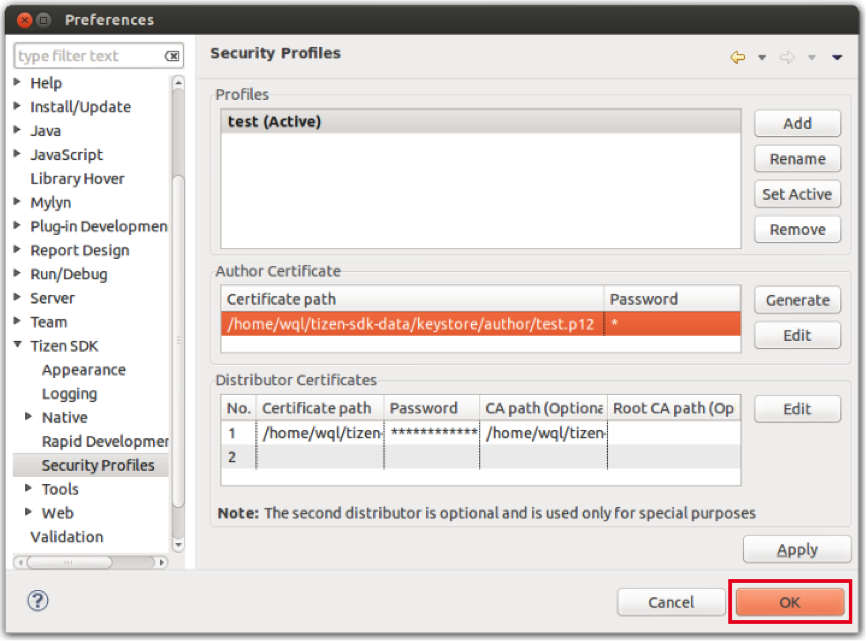 Preferences
type filter text
Help
Install/Update
Java
JavaScript
Library Hover
Mylyn
Plug-in Developmen
Report Design
Run/Debug
Server
Team
Tizen SDK
Appearance
Logging
Native
Rapid Developmer
Security Profiles
Tools
Web
Validation
Security Profiles
Profiles
test (Active)
Add
Rename
Set Active
Remove
Author Certificate
Certificate path Password
/home/wql/tizen-sdk-data/keystore/author/test.p12 *
Generate
Edit
Distributor Certificates
No. Certificate path Password CA path (Optiona Root CA path (Op
1 /home/wql/tizen- ************ /home/wql/tizen-
2
Edit
Note: The second distributor is optional and is used only for special purposes
Apply
? Cancel OK